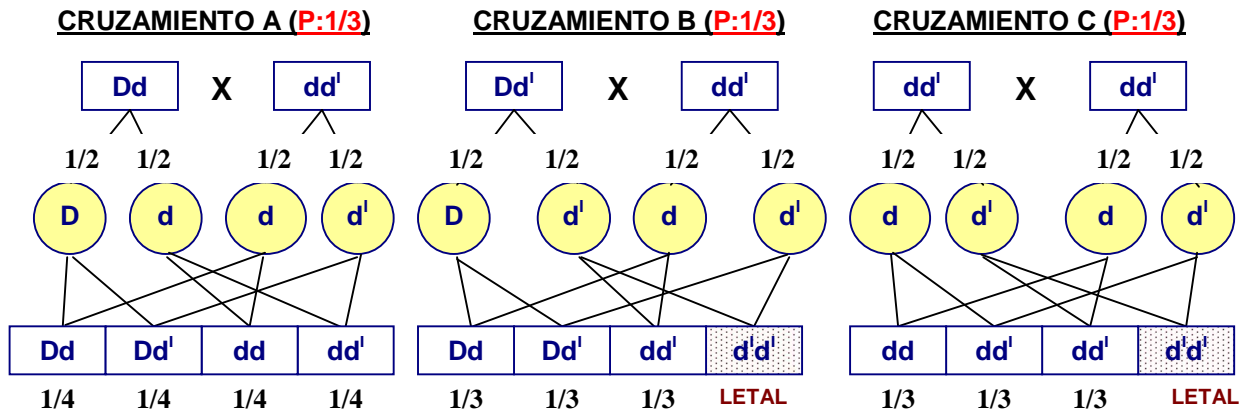 CRUZAMIENTO A (P:1/3) CRUZAMIENTO B (P:1/3) CRUZAMIENTO C (P:1/3)
Dd X ddˡ Ddˡ X ddˡ ddˡ X ddˡ
1/2 1/2 1/2 1/2 1/2 1/2 1/2 1/2 1/2 1/2 1/2 1/2
D d d dˡ D dˡ d dˡ d dˡ d dˡ
Dd Ddˡ dd ddˡ Dd Ddˡ ddˡ dˡdˡ dd ddˡ ddˡ dˡdˡ
1/4 1/4 1/4 1/4 1/3 1/3 1/3 LETAL 1/3 1/3 1/3 LETAL